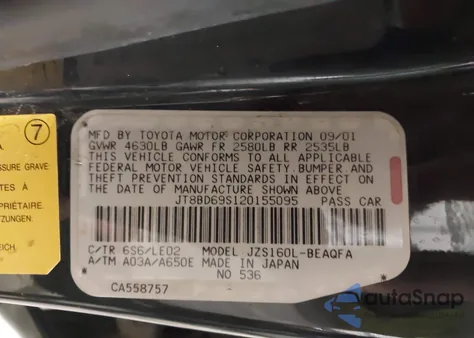 7
A
SSURE GRAVE
ITÉS À
NZUNGEN.
REICH
MFD BY TOYOTA MOTOR CORPORATION 09/01
GVWR 4630LB GAWR FR 2580LB RR 2535LB
THIS VEHICLE CONFORMS TO ALL APPLICABLE
FEDERAL MOTOR VEHICLE SAFETY BUMPER, AND
THEFT PREVENTION STANDARDS IN EFFECT ON
THE DATE OF MANUFACTURE SHOWN ABOVE.
JT8BD69S120155095 PASS CAR
C/TR 6S6/LE02 MODEL JZS160L-BEAQFA
A/TM A03A/A650E MADE IN JAPAN
NO 536
CA558757
autoSnap